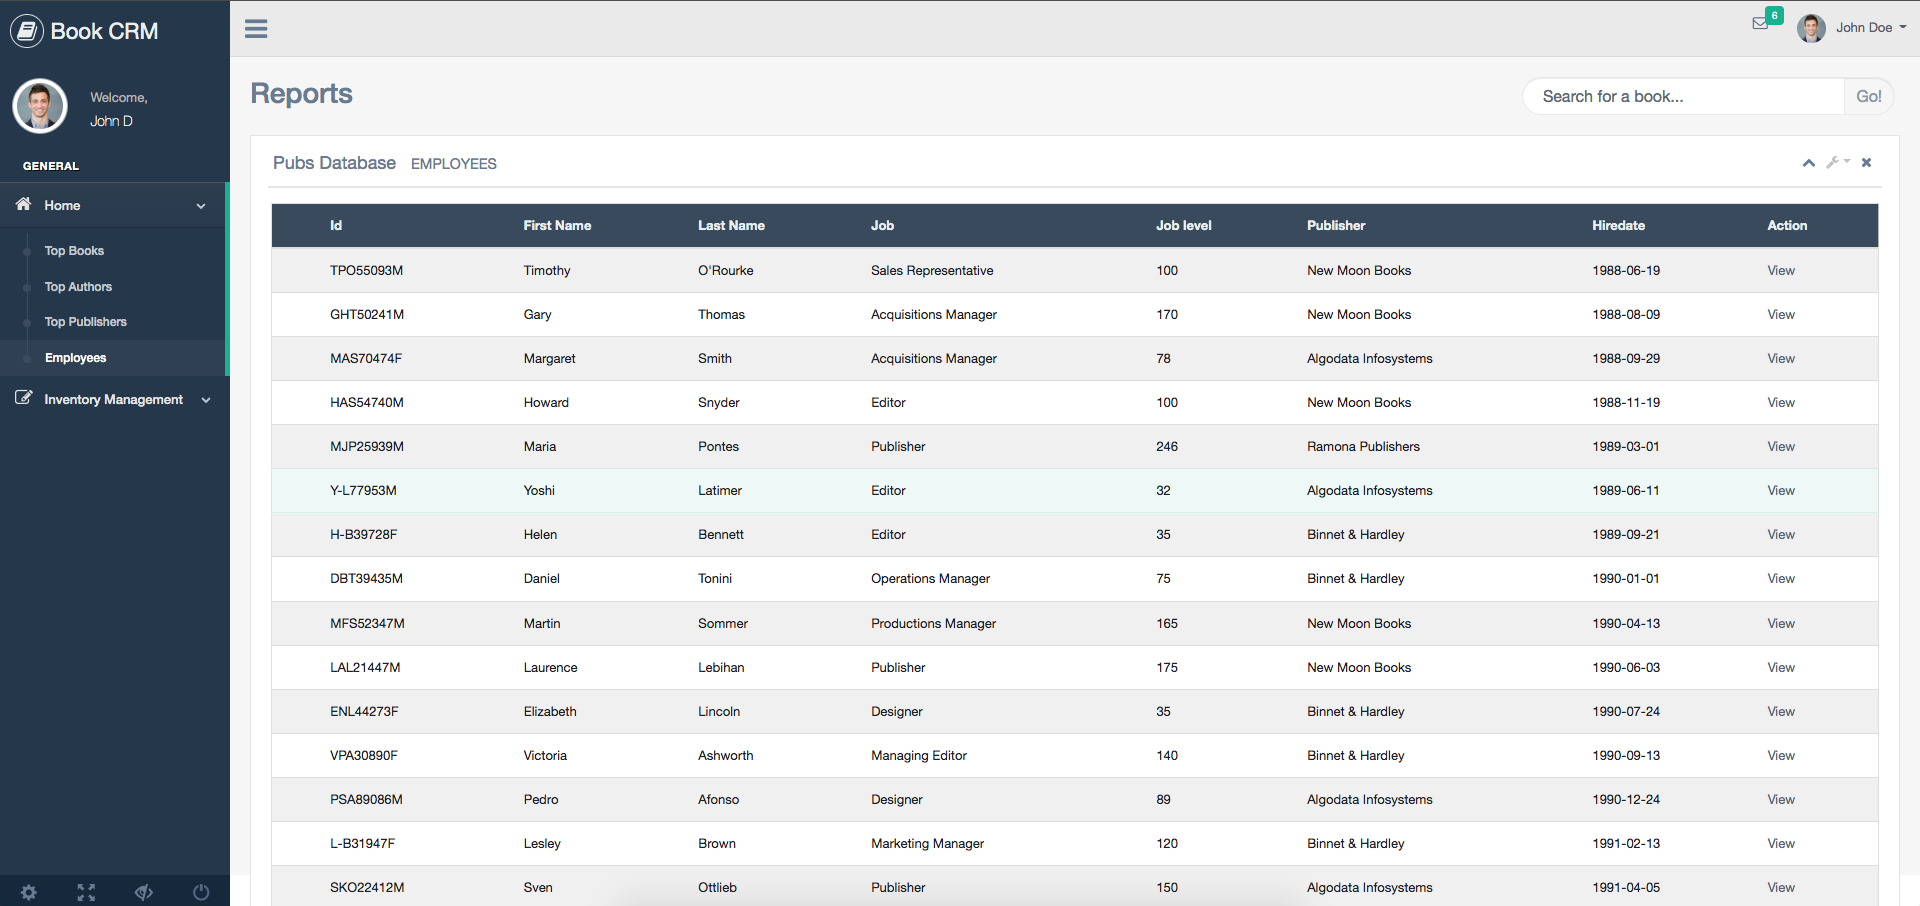 Book CRM
6
John Doe
Welcome,
John D
GENERAL
Home
Top Books
Top Authors
Top Publishers
Employees
Inventory Management
Reports
Search for a book...
Go!
Pubs Database EMPLOYEES
Id First Name Last Name Job Job level Publisher Hiredate Action
TPO55093M Timothy O'Rourke Sales Representative 100 New Moon Books 1988-06-19 View
GHT50241M Gary Thomas Acquisitions Manager 170 New Moon Books 1988-08-09 View
MAS70474F Margaret Smith Acquisitions Manager 78 Algodata Infosystems 1988-09-29 View
HAS54740M Howard Snyder Editor 100 New Moon Books 1988-11-19 View
MJP25939M Maria Pontes Publisher 246 Ramona Publishers 1989-03-01 View
Y-L77953M Yoshi Latimer Editor 32 Algodata Infosystems 1989-06-11 View
H-B39728F Helen Bennett Editor 35 Binnet & Hardley 1989-09-21 View
DBT39435M Daniel Tonini Operations Manager 75 Binnet & Hardley 1990-01-01 View
MFS52347M Martin Sommer Productions Manager 165 New Moon Books 1990-04-13 View
LAL21447M Laurence Lebihan Publisher 175 New Moon Books 1990-06-03 View
ENL44273F Elizabeth Lincoln Designer 35 Binnet & Hardley 1990-07-24 View
VPA30890F Victoria Ashworth Managing Editor 140 Binnet & Hardley 1990-09-13 View
PSA89086M Pedro Afonso Designer 89 Algodata Infosystems 1990-12-24 View
L-B31947F Lesley Brown Marketing Manager 120 Binnet & Hardley 1991-02-13 View
SKO22412M Sven Ottlieb Publisher 150 Algodata Infosystems 1991-04-05 View